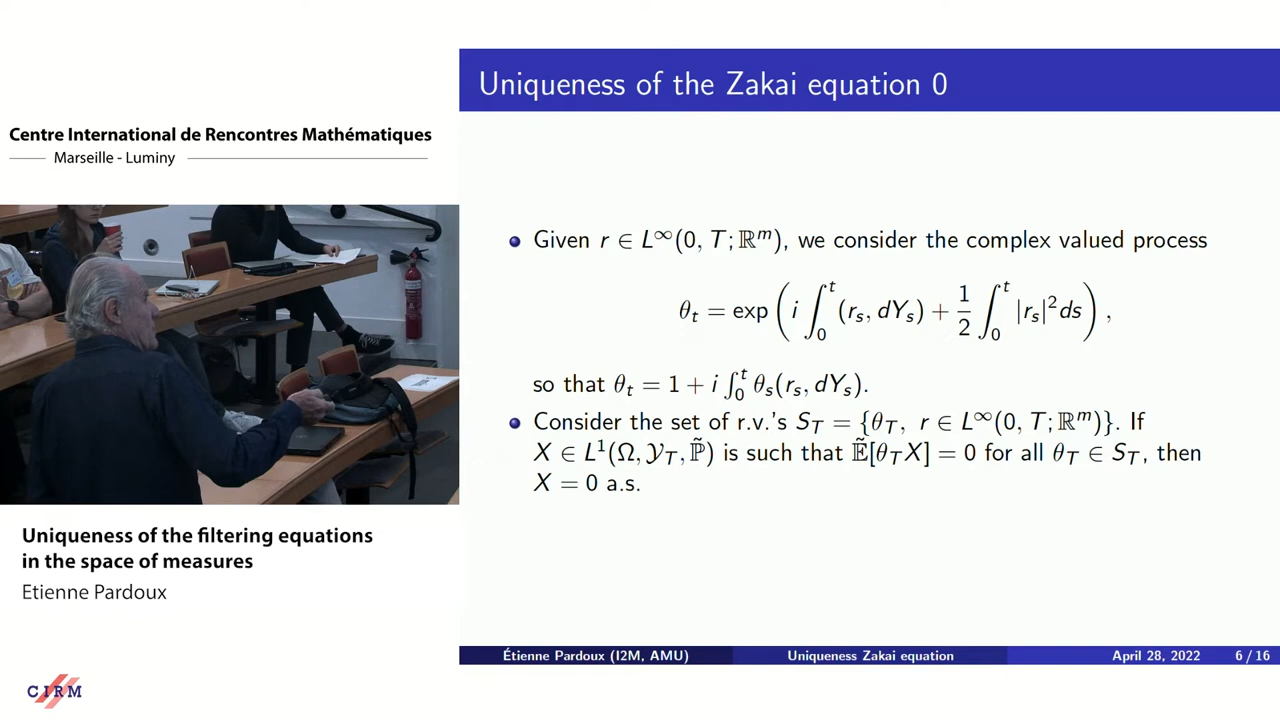 Centre International de Rencontres Mathématiques
Marseille - Luminy
Uniqueness of the filtering equations
in the space of measures
Etienne Pardoux
CIRM
Uniqueness of the Zakai equation 0
Given r ∈ L^∞(0, T; ℝ^m), we consider the complex valued process
θ_t = exp ( i ∫_0^t (r_s, dY_s) + 1/2 ∫_0^t |r_s|^2 ds ) ,
so that θ_t = 1 + i ∫_0^t θ_s(r_s, dY_s).
Consider the set of r.v.'s S_T = {θ_T, r ∈ L^∞(0, T; ℝ^m)}. If
X ∈ L^1(Ω, 𝒴_T, ℙ̃) is such that 𝔼̃[θ_T X] = 0 for all θ_T ∈ S_T, then
X = 0 a.s.
Étienne Pardoux (I2M, AMU) Uniqueness Zakai equation April 28, 2022 6 / 16